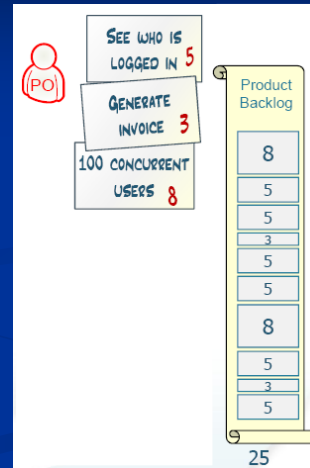 PO
SEE WHO IS
LOGGED IN 5
GENERATE
INVOICE 3
100 CONCURRENT
USERS 8
Product
Backlog
8
5
5
3
5
5
8
5
3
5
25